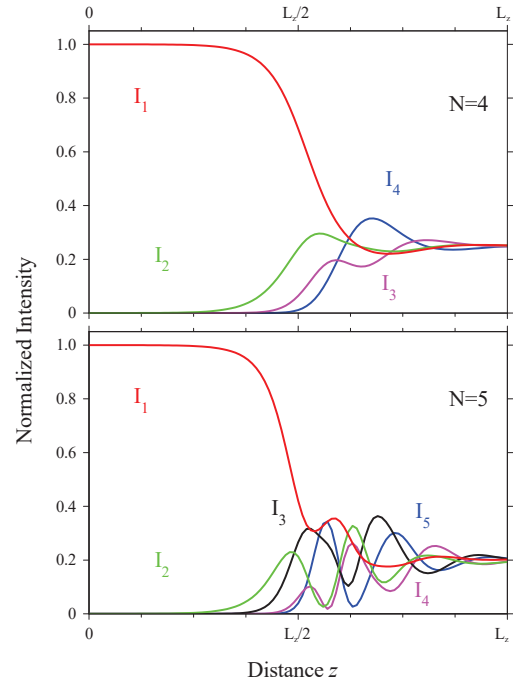 0 L_z/2 L_z
1.0
0.8
0.6
0.4
0.2
0
I_1
N=4
I_4
I_2
I_3
Normalized Intensity
1.0
0.8
0.6
0.4
0.2
0
I_1
N=5
I_3
I_5
I_2
I_4
0 L_z/2 L_z
Distance z